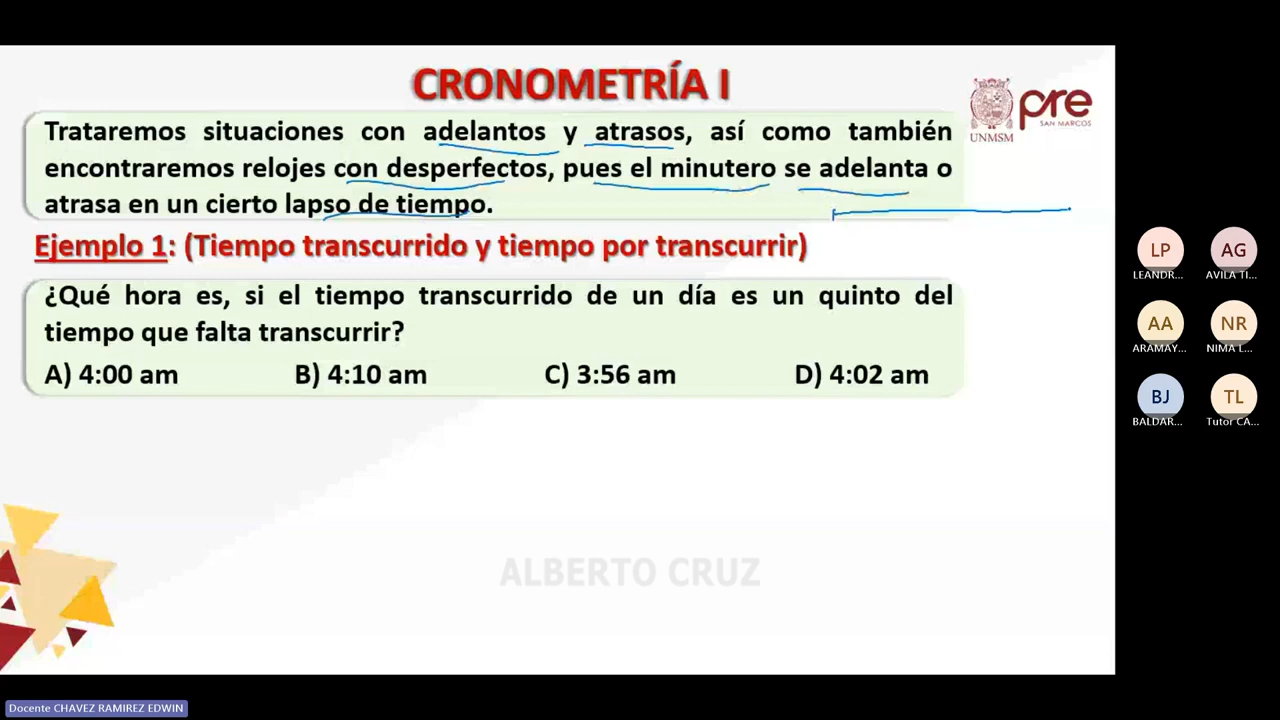 CRONOMETRÍA I
pre
SAN MARCOS
UNMSM
Trataremos situaciones con adelantos y atrasos, así como también
encontraremos relojes con desperfectos, pues el minutero se adelanta o
atrasa en un cierto lapso de tiempo.
Ejemplo 1: (Tiempo transcurrido y tiempo por transcurrir)
¿Qué hora es, si el tiempo transcurrido de un día es un quinto del
tiempo que falta transcurrir?
A) 4:00 am B) 4:10 am C) 3:56 am D) 4:02 am
ALBERTO CRUZ
LP AG
LEANDR... AVILA TI...
AA NR
ARAMAY... NIMA L...
BJ TL
BALDAR... Tutor CA...
Docente CHAVEZ RAMIREZ EDWIN